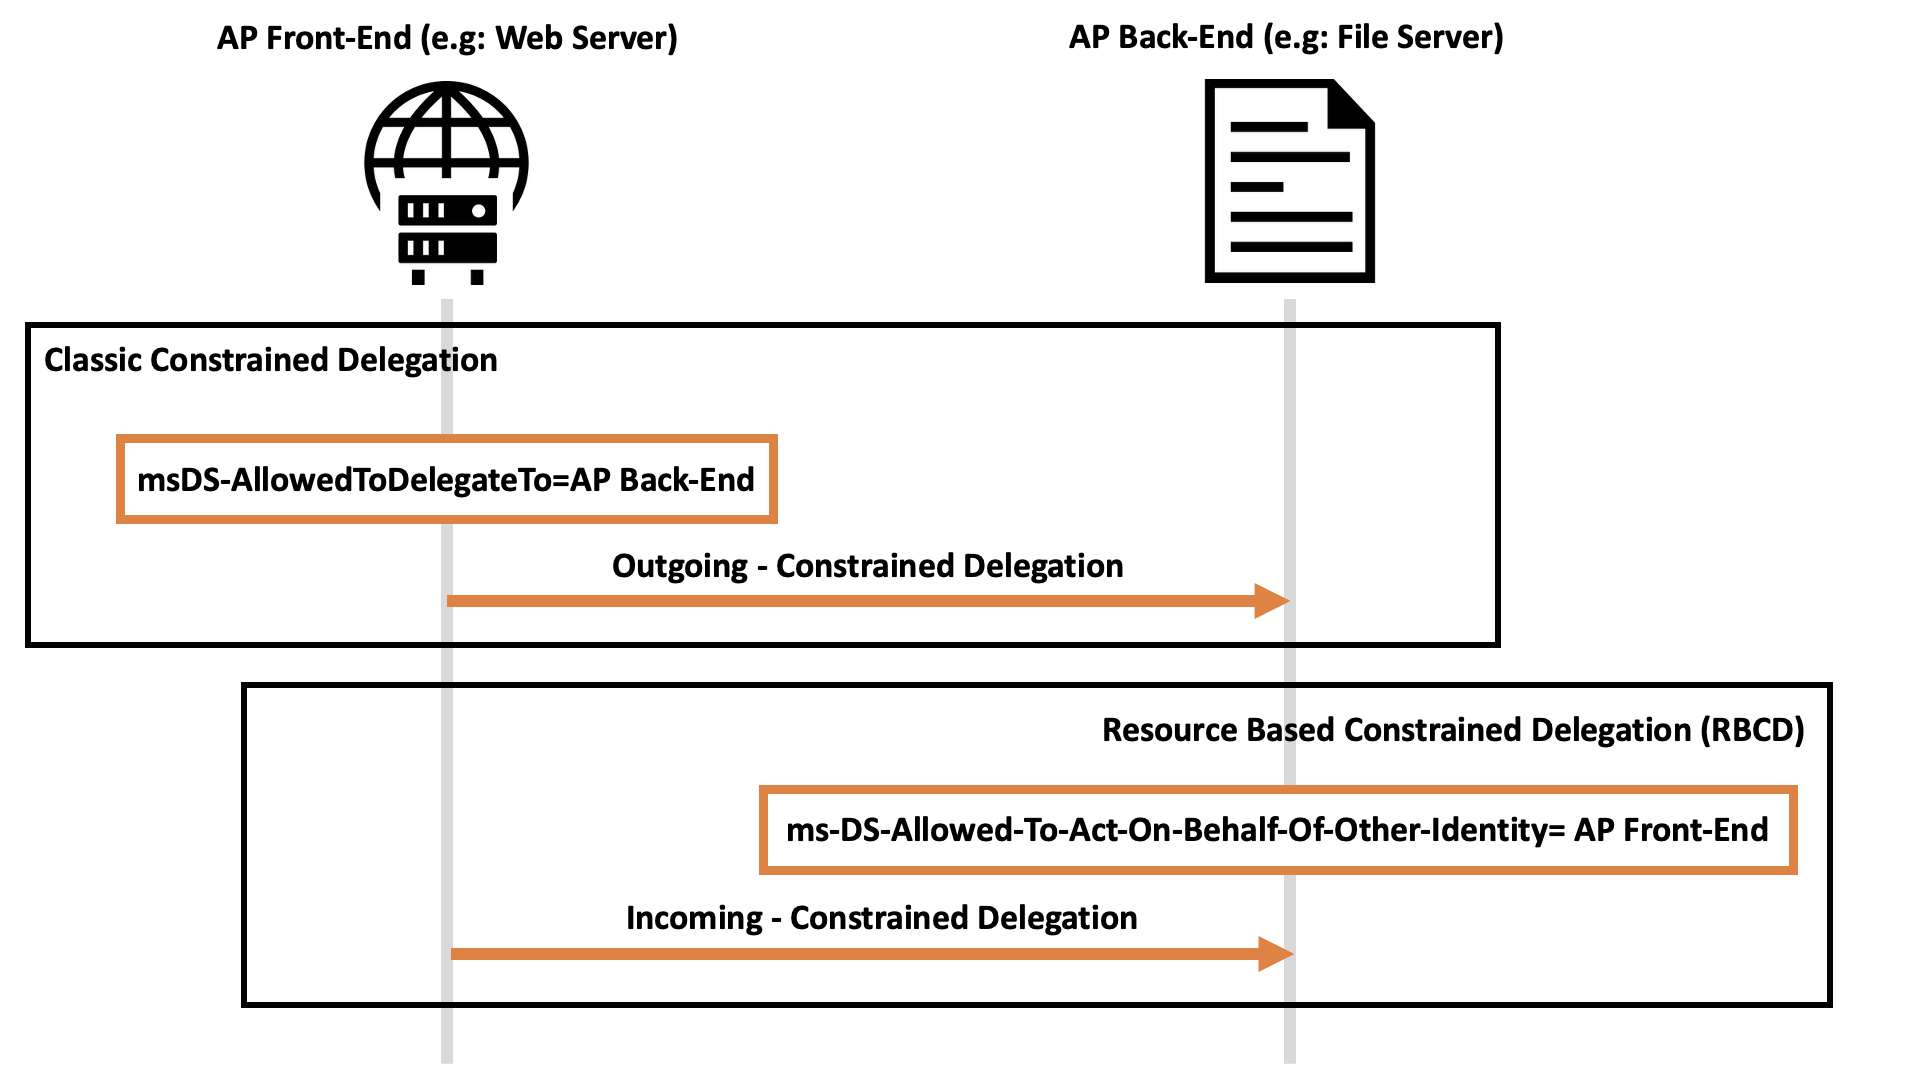 AP Front-End (e.g: Web Server)
AP Back-End (e.g: File Server)
Classic Constrained Delegation
msDS-AllowedToDelegateTo=AP Back-End
Outgoing - Constrained Delegation
Resource Based Constrained Delegation (RBCD)
ms-DS-Allowed-To-Act-On-Behalf-Of-Other-Identity= AP Front-End
Incoming - Constrained Delegation